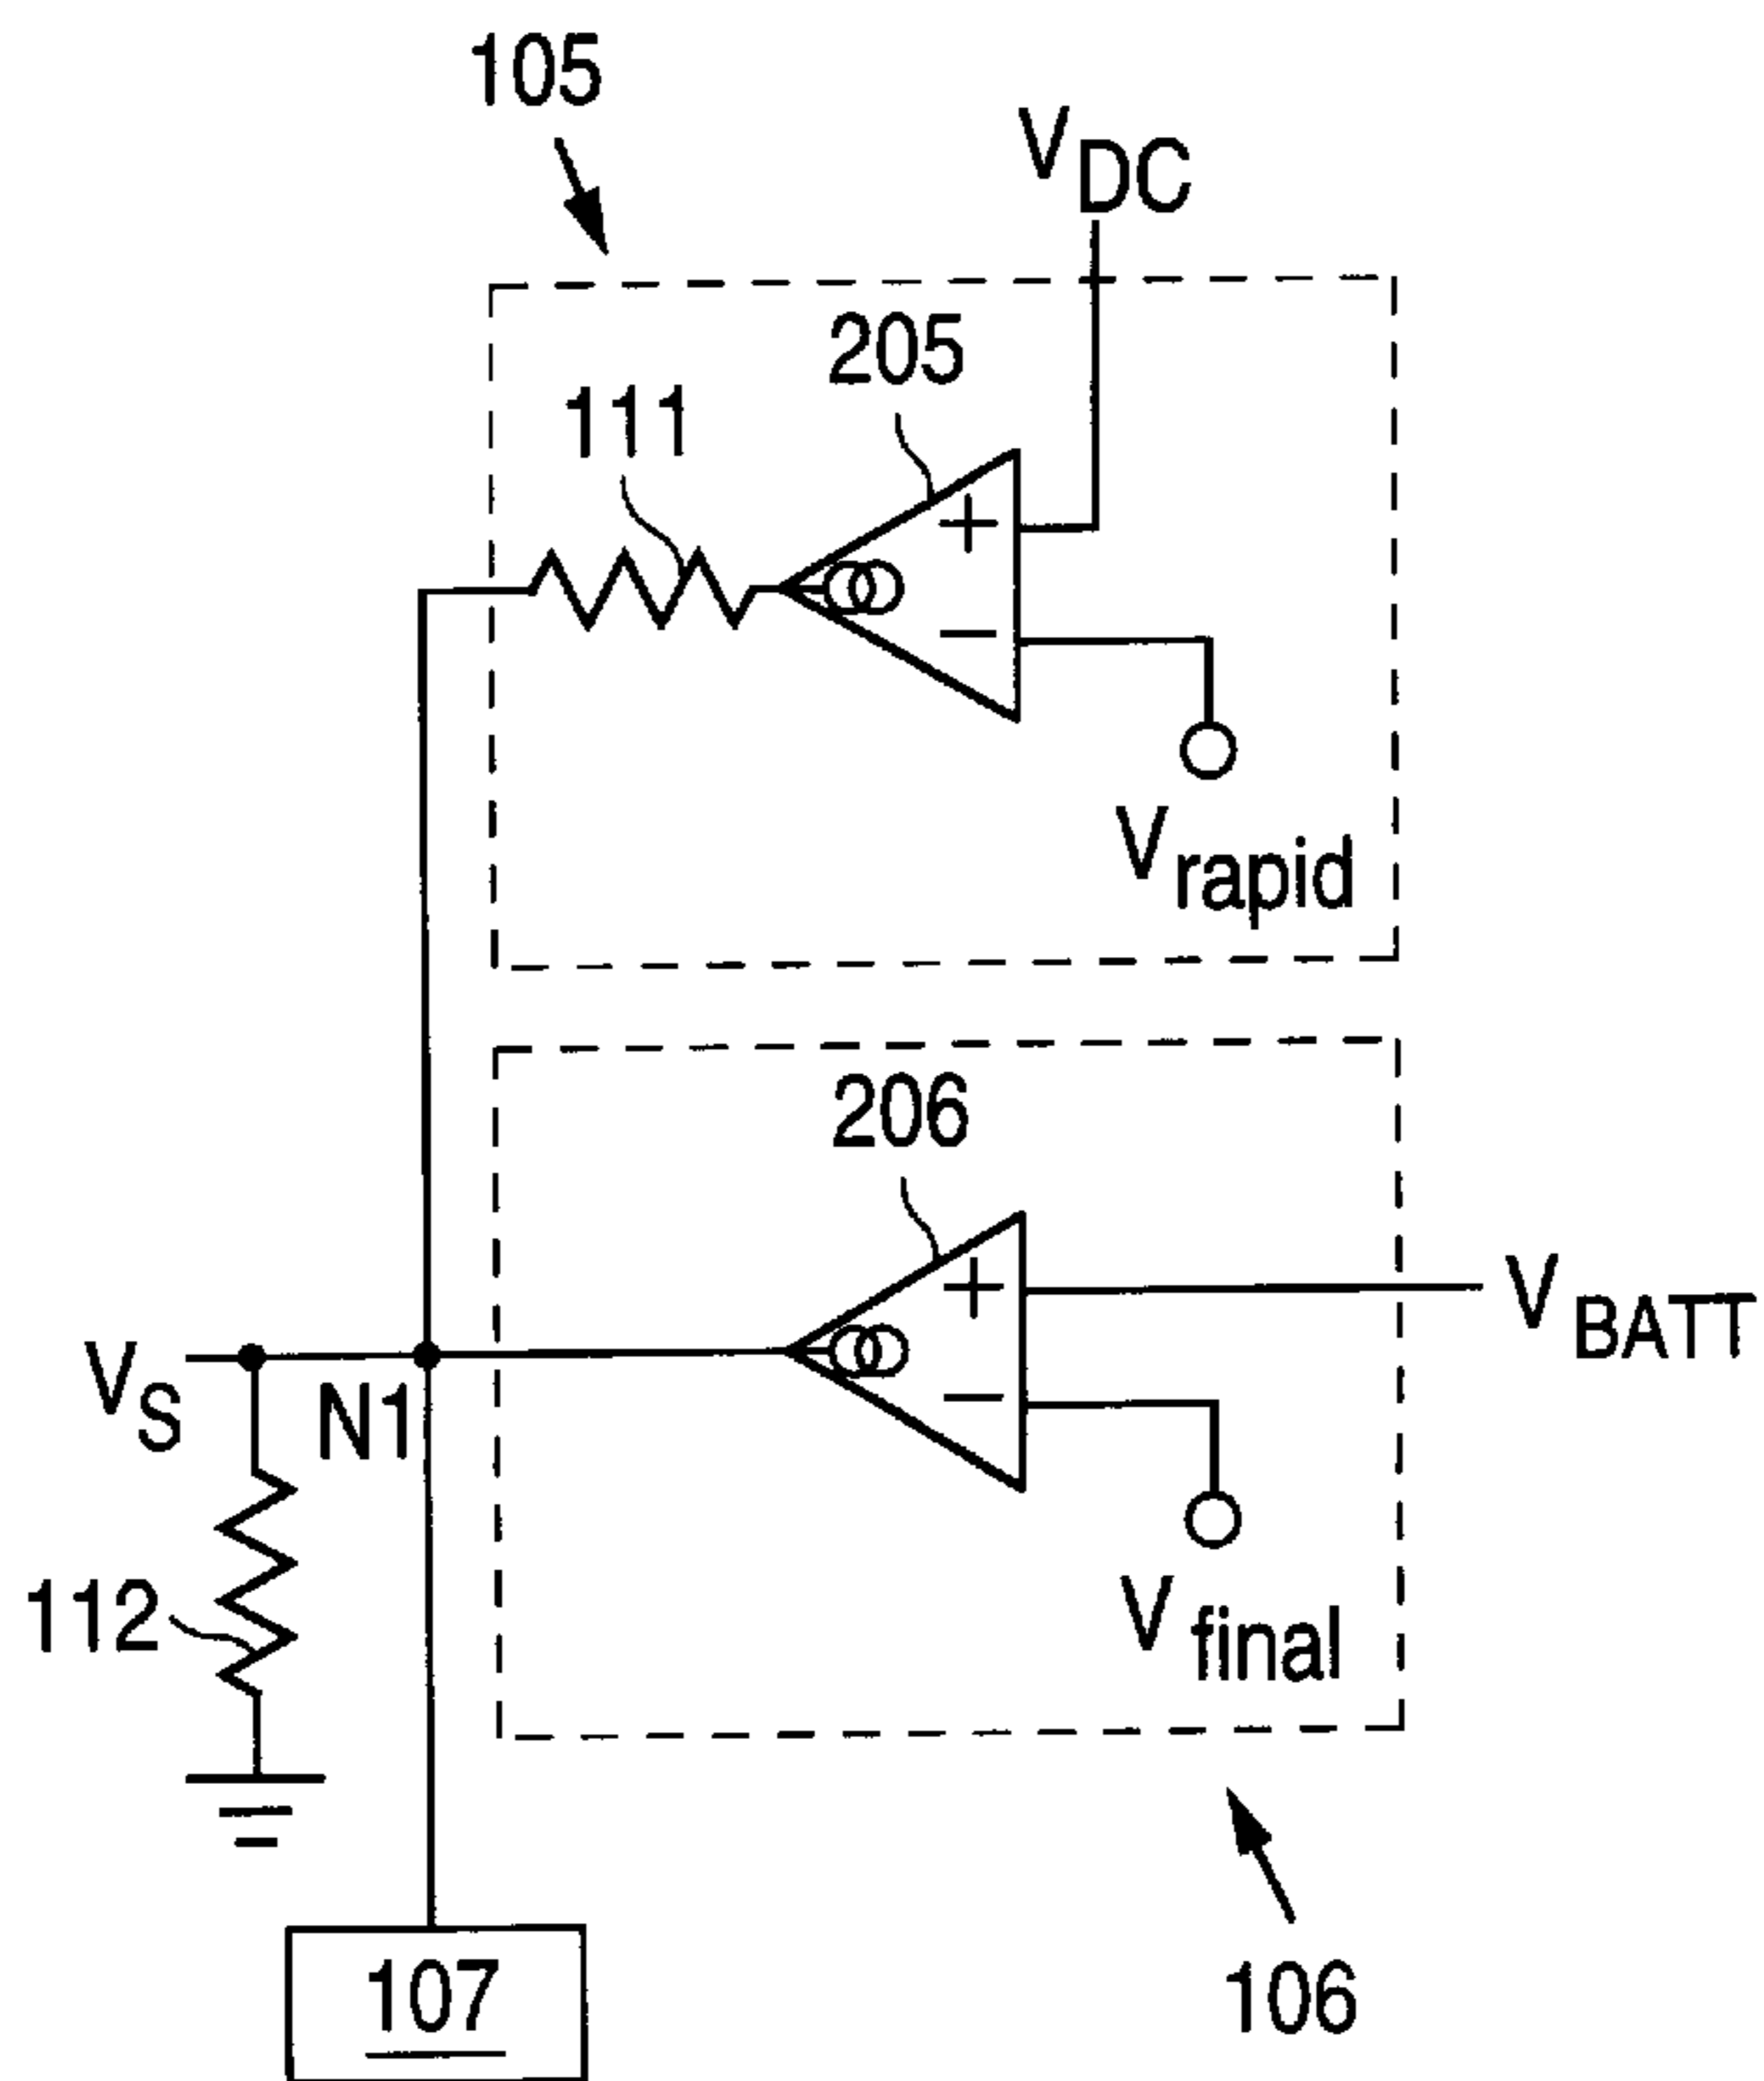 105
VDC
205
111
+
−
Vrapid
206
+
VBATT
VS
N1
−
112
Vfinal
107
106